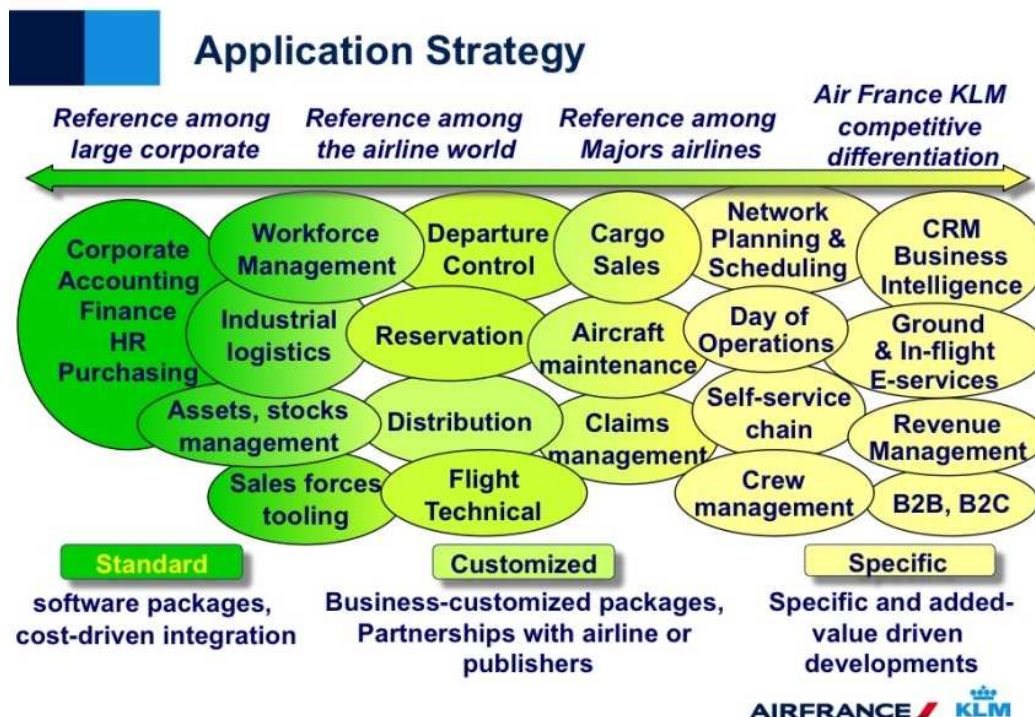 Application Strategy
Reference among
large corporate
Reference among
the airline world
Reference among
Majors airlines
Air France KLM
competitive
differentiation
Corporate
Accounting
Finance
HR
Purchasing
Workforce
Management
Industrial
logistics
Assets, stocks
management
Sales forces
tooling
Departure
Control
Reservation
Distribution
Flight
Technical
Cargo
Sales
Aircraft
maintenance
Claims
management
Network
Planning &
Scheduling
Day of
Operations
Self-service
chain
Crew
management
CRM
Business
Intelligence
Ground
& In-flight
E-services
Revenue
Management
B2B, B2C
Standard
software packages,
cost-driven integration
Customized
Business-customized packages,
Partnerships with airline or
publishers
Specific
Specific and added-
value driven
developments
AIRFRANCE KLM